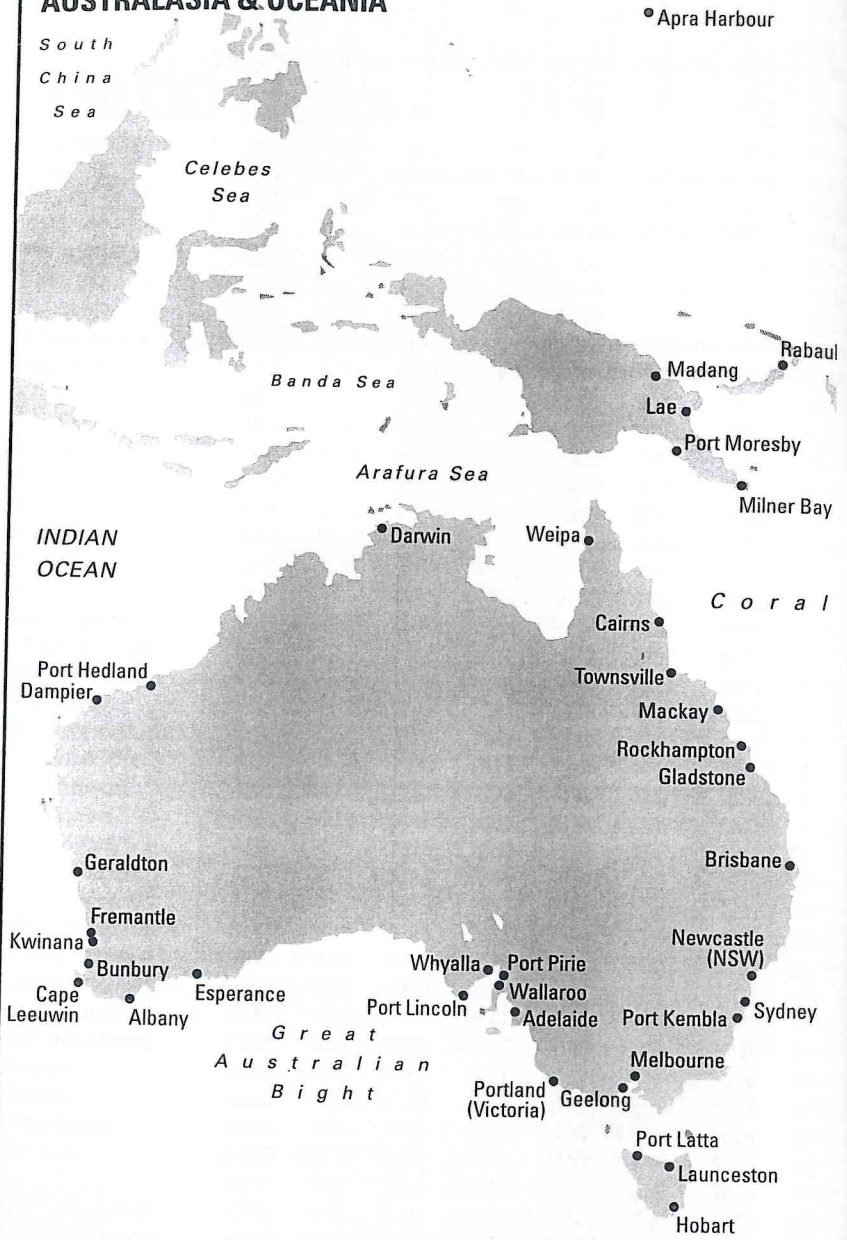 AUSTRALASIA & OCEANIA
Apra Harbour
South
China
Sea
Celebes
Sea
Rabaul
Madang
Banda Sea
Lae
Port Moresby
Arafura Sea
Milner Bay
INDIAN
OCEAN
Darwin
Weipa
Coral
Cairns
Port Hedland
Dampier
Townsville
Mackay
Rockhampton
Gladstone
Geraldton
Brisbane
Fremantle
Kwinana
Newcastle
(NSW)
Bunbury
Whyalla
Port Pirie
Cape
Leeuwin
Esperance
Wallaroo
Port Lincoln
Albany
Adelaide
Port Kembla
Sydney
Great
Australian
Bight
Melbourne
Portland
(Victoria)
Geelong
Port Latta
Launceston
Hobart